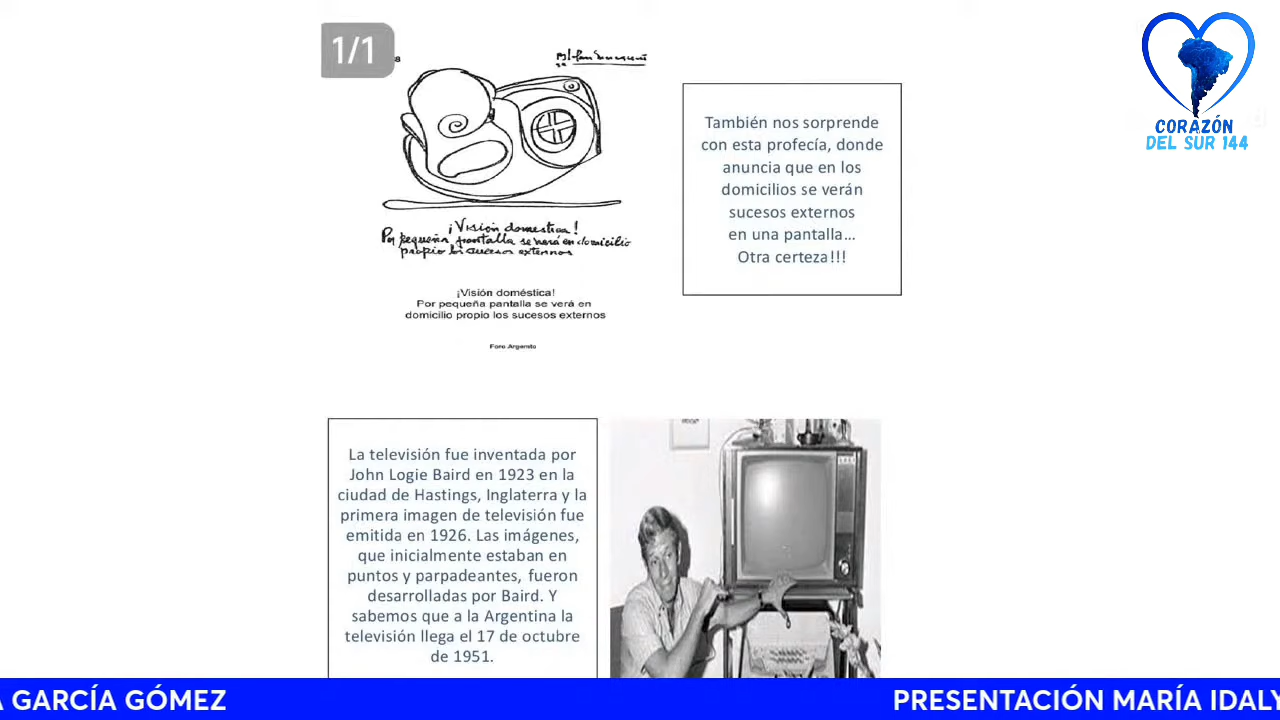 1/1
CORAZÓN
DEL SUR 144
También nos sorprende
con esta profecía, donde
anuncia que en los
domicilios se verán
sucesos externos
en una pantalla...
Otra certeza!!!
¡Visión domestica!
Por pequeña pantalla se verá en domicilio
propio los sucesos externos
¡Visión doméstica!
Por pequeña pantalla se verá en
domicilio propio los sucesos externos
Foro Argento
La televisión fue inventada por
John Logie Baird en 1923 en la
ciudad de Hastings, Inglaterra y la
primera imagen de televisión fue
emitida en 1926. Las imágenes,
que inicialmente estaban en
puntos y parpadeantes, fueron
desarrolladas por Baird. Y
sabemos que a la Argentina la
televisión llega el 17 de octubre
de 1951.
A GARCÍA GÓMEZ
PRESENTACIÓN MARÍA IDALY